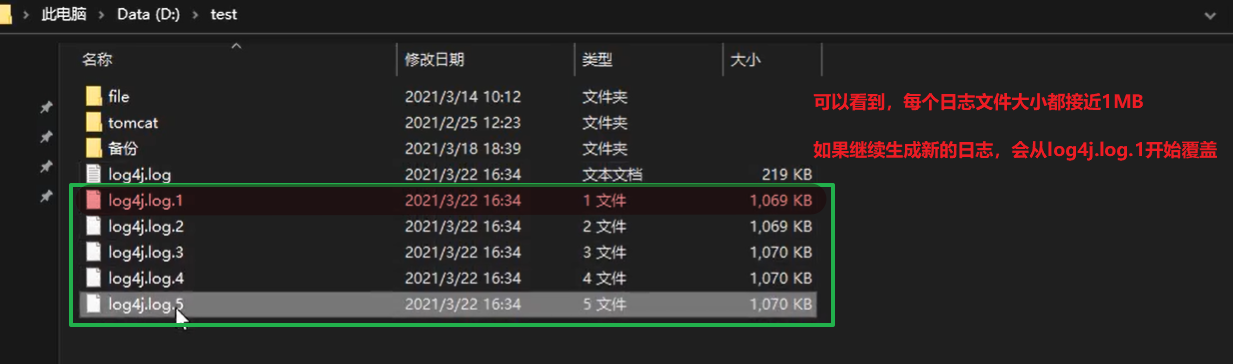 此电脑 > Data (D:) > test
名称 修改日期 类型 大小
file 2021/3/14 10:12 文件夹
可以看到，每个日志文件大小都接近1MB
tomcat 2021/2/25 12:23 文件夹
备份 2021/3/18 18:39 文件夹
如果继续生成新的日志，会从log4j.log.1开始覆盖
log4j.log 2021/3/22 16:34 文本文档 219 KB
log4j.log.1 2021/3/22 16:34 1 文件 1,069 KB
log4j.log.2 2021/3/22 16:34 2 文件 1,069 KB
log4j.log.3 2021/3/22 16:34 3 文件 1,070 KB
log4j.log.4 2021/3/22 16:34 4 文件 1,070 KB
log4j.log.5 2021/3/22 16:34 5 文件 1,070 KB